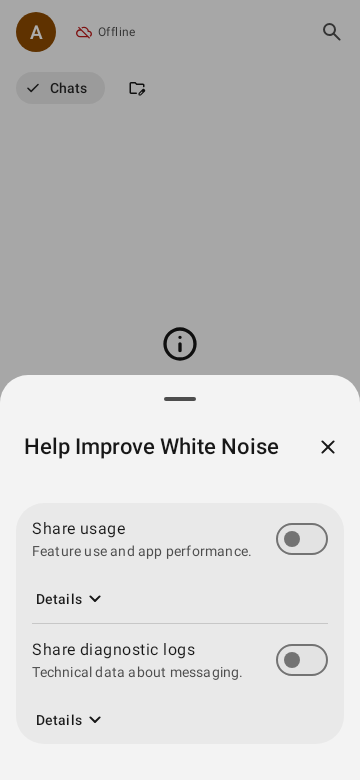 A
Offline
Chats
Help Improve White Noise
Share usage
Feature use and app performance.
Details
Share diagnostic logs
Technical data about messaging.
Details